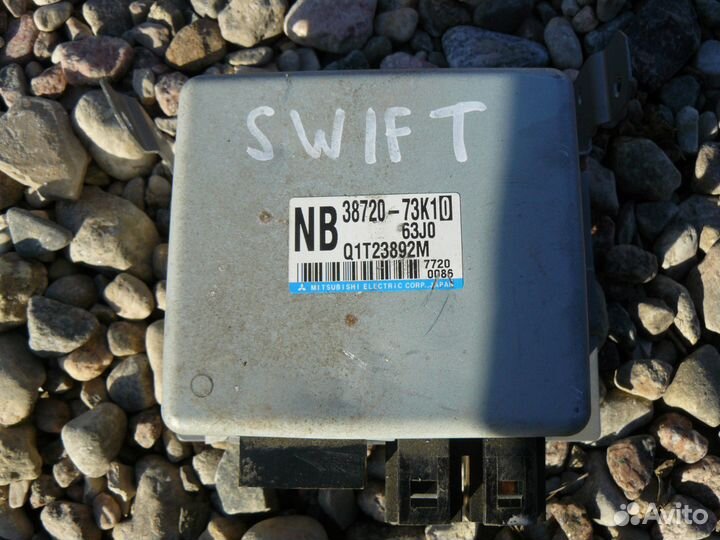 SWIFT
NB 38720-73K10
63J0
Q1T23892M
7720
0086
MITSUBISHI ELECTRIC CORP., JAPAN
Avito